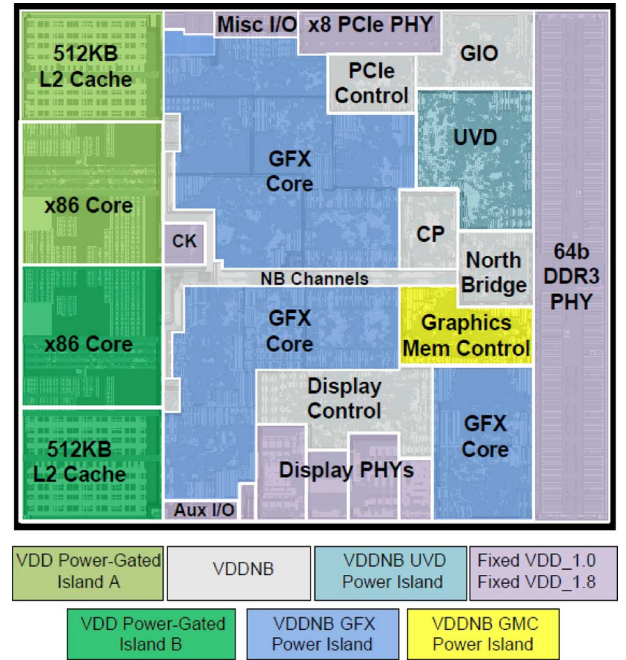 512KB
L2 Cache
Misc I/O
x8 PCIe PHY
PCIe
Control
GIO
UVD
GFX
Core
x86 Core
CK
CP
North
Bridge
64b
DDR3
PHY
NB Channels
x86 Core
GFX
Core
Graphics
Mem Control
Display
Control
GFX
Core
512KB
L2 Cache
Display PHYs
Aux I/O
VDD Power-Gated
Island A
VDDNB
VDDNB UVD
Power Island
Fixed VDD_1.0
Fixed VDD_1.8
VDD Power-Gated
Island B
VDDNB GFX
Power Island
VDDNB GMC
Power Island